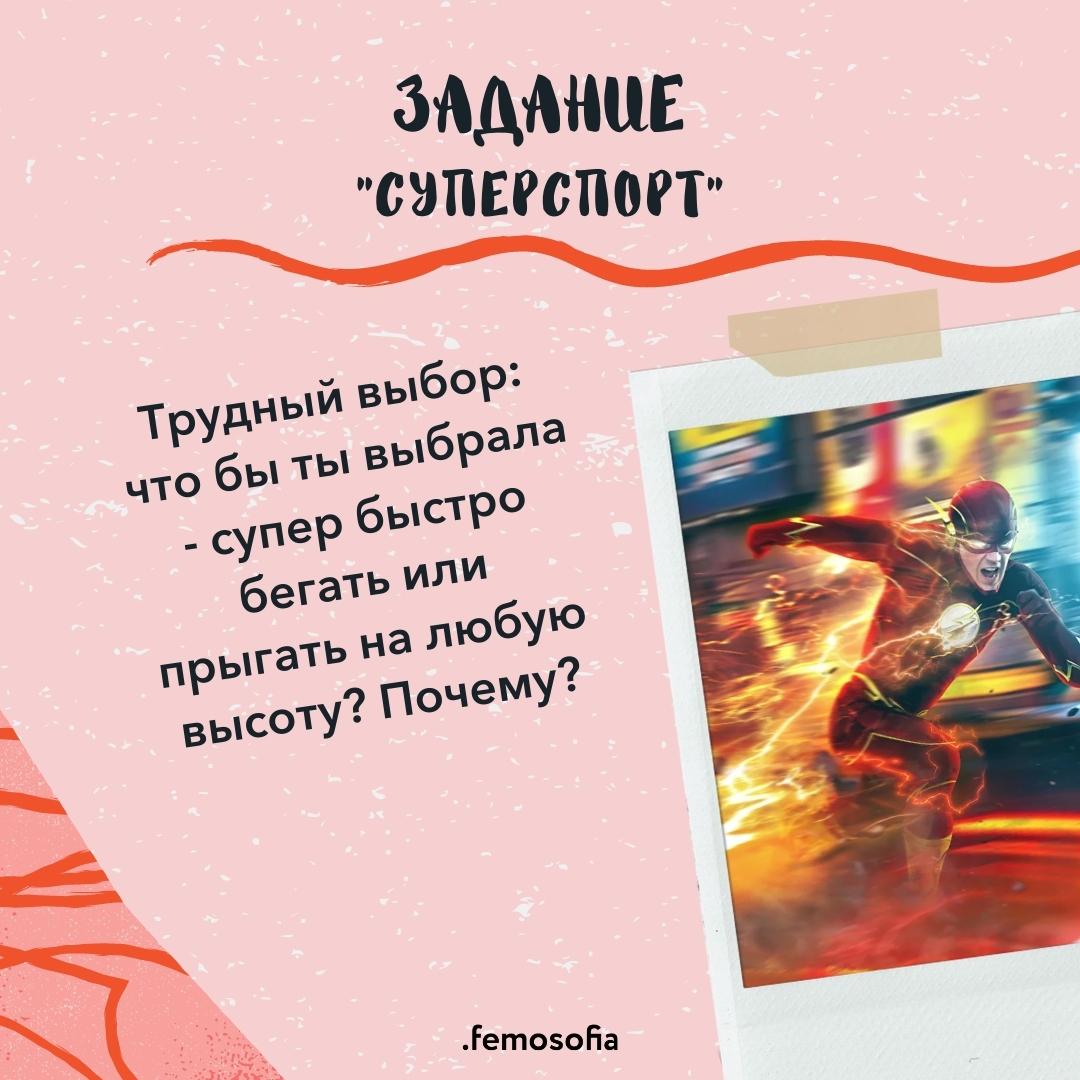 ЗАДАНИЕ
"СУПЕРСПОРТ"
Трудный выбор:
что бы ты выбрала
- супер быстро
бегать или
прыгать на любую
высоту? Почему?
.femosofia